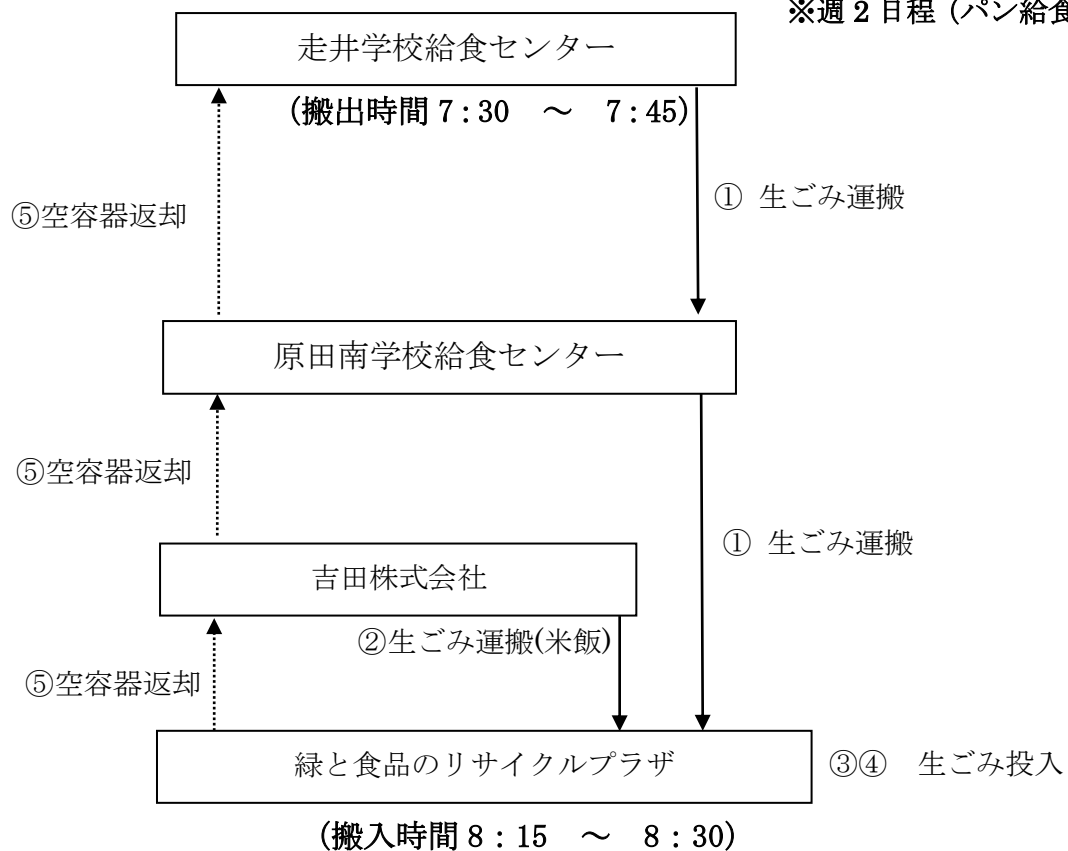 ※週2日程（パン給食
走井学校給食センター
(搬出時間 7:30　～　7:45)
① 生ごみ運搬
⑤空容器返却
原田南学校給食センター
⑤空容器返却
① 生ごみ運搬
吉田株式会社
②生ごみ運搬(米飯)
⑤空容器返却
緑と食品のリサイクルプラザ
③④　生ごみ投入
(搬入時間 8：15　～　8：30)